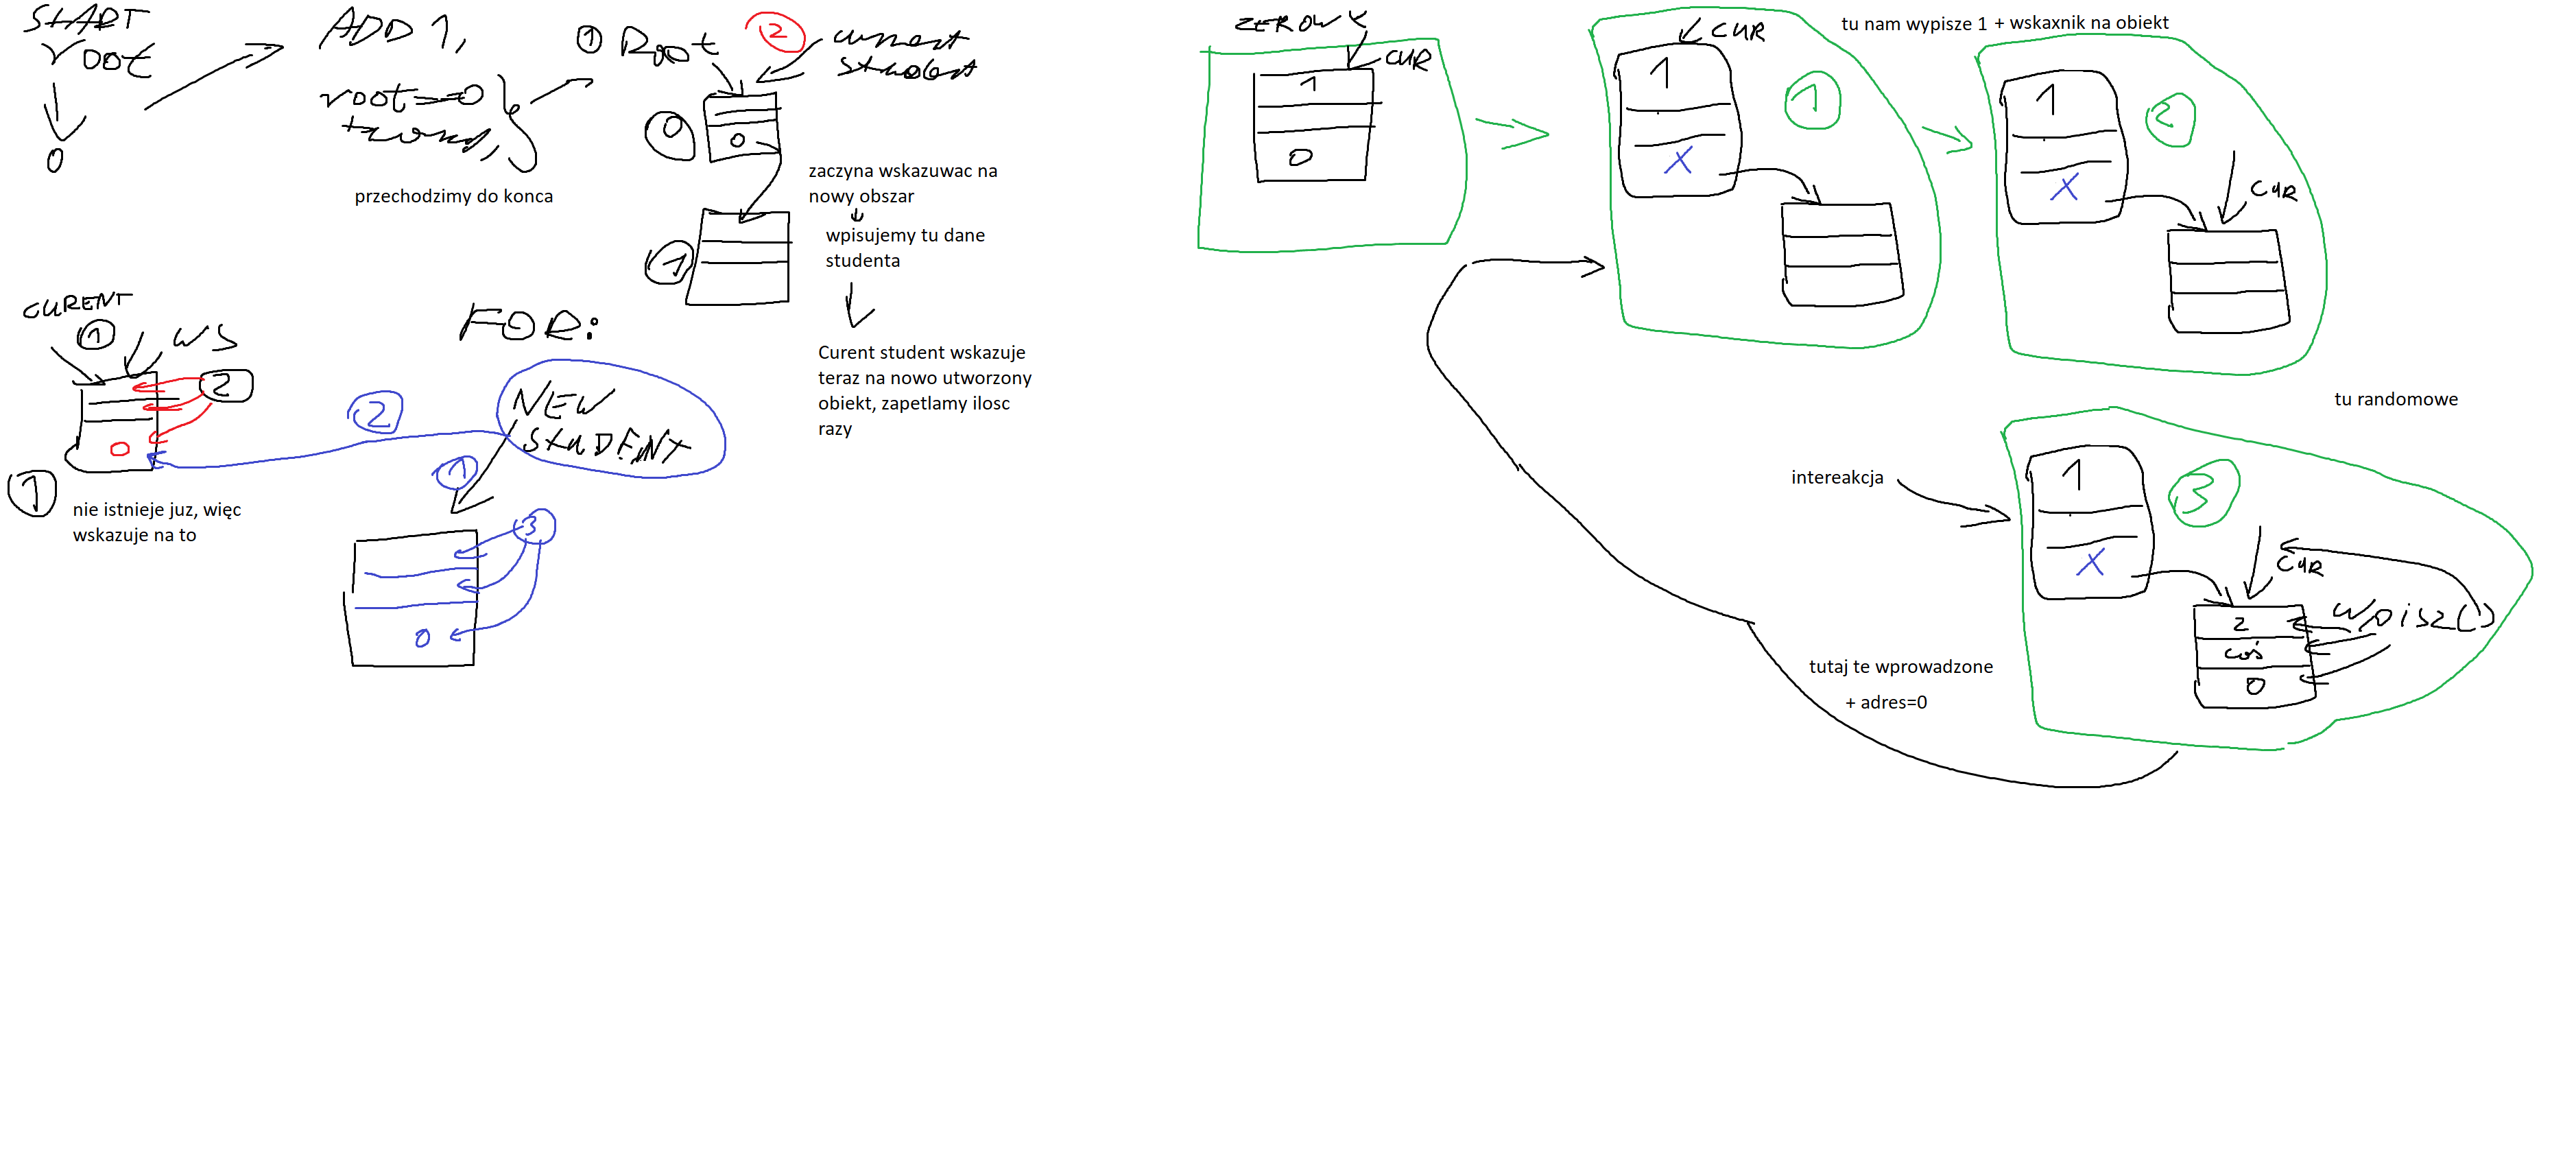 START
root
0
ADD 1,
root==0
tworzy,
przechodzimy do konca
1 Root
2
current
student
0
0
zaczyna wskazuwac na
nowy obszar
wpisujemy tu dane
studenta
1
Curent student wskazuje
teraz na nowo utworzony
obiekt, zapetlamy ilosc
razy
CURENT
1 WS
2
0
1
nie istnieje juz, więc
wskazuje na to
FOR:
NEW
STUDENT
2
1
3
0
ZEROWY
CUR
1
0
CUR
1
X
1
tu nam wypisze 1 + wskaxnik na obiekt
1
X
2
CUR
tu randomowe
intereakcja
1
X
3
CUR
wpisz()
2
coś
0
tutaj te wprowadzone
+ adres=0